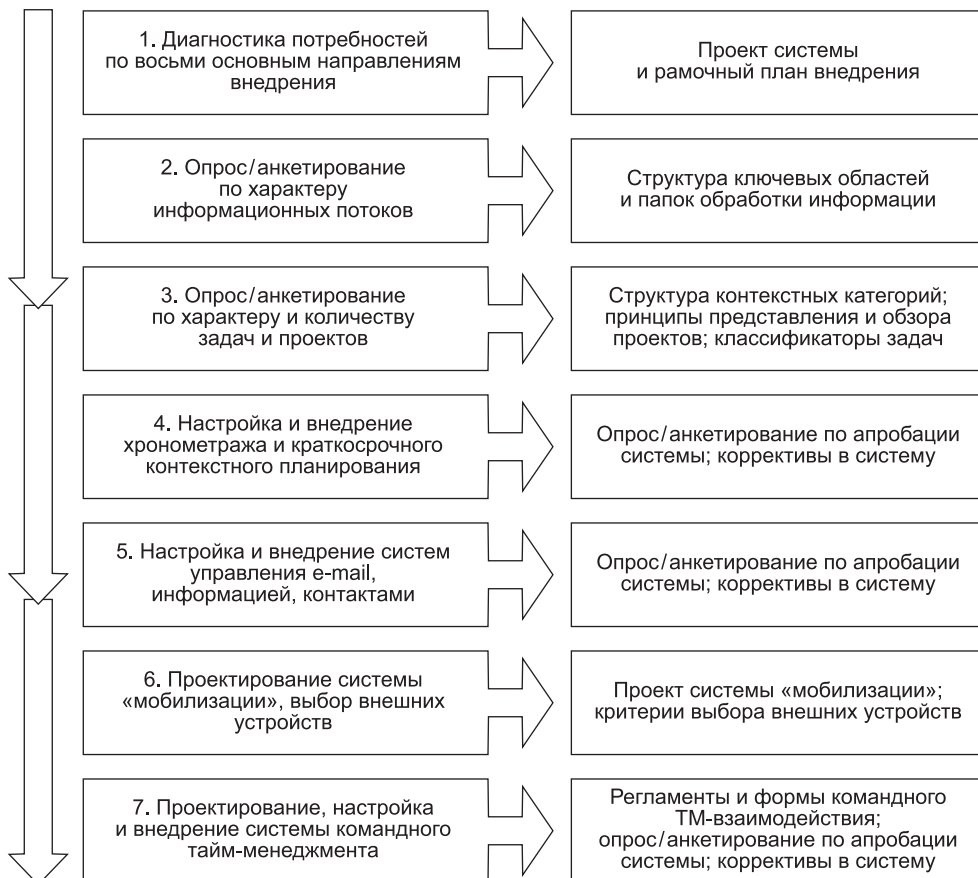 1. Диагностика потребностей
по восьми основным направлениям
внедрения
Проект системы
и рамочный план внедрения
2. Опрос/анкетирование
по характеру
информационных потоков
Структура ключевых областей
и папок обработки информации
3. Опрос/анкетирование
по характеру и количеству
задач и проектов
Структура контекстных категорий;
принципы представления и обзора
проектов; классификаторы задач
4. Настройка и внедрение
хронометража и краткосрочного
контекстного планирования
Опрос/анкетирование по апробации
системы; коррективы в систему
5. Настройка и внедрение систем
управления e-mail,
информацией, контактами
Опрос/анкетирование по апробации
системы; коррективы в систему
6. Проектирование системы
«мобилизации», выбор внешних
устройств
Проект системы «мобилизации»;
критерии выбора внешних устройств
7. Проектирование, настройка
и внедрение системы командного
тайм-менеджмента
Регламенты и формы командного
ТМ-взаимодействия;
опрос/анкетирование по апробации
системы; коррективы в систему